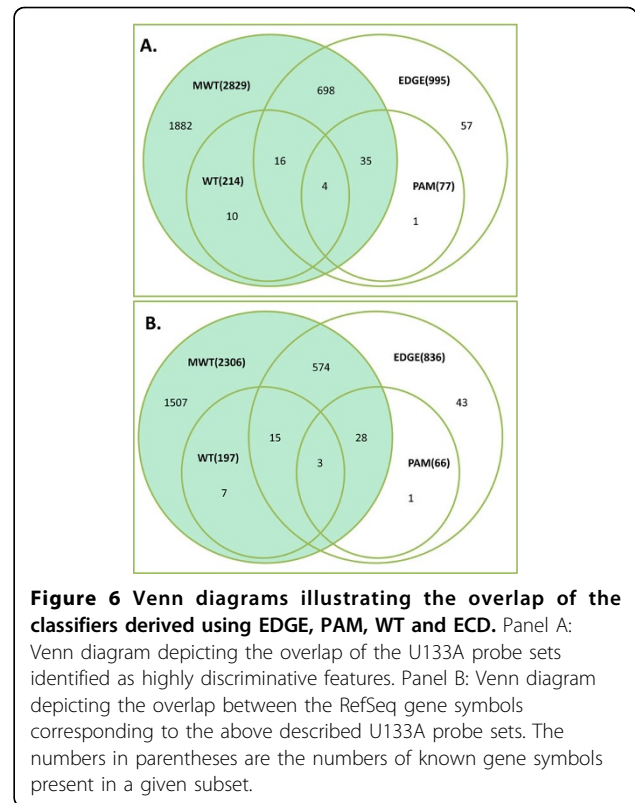 A.
MWT(2829)
698
EDGE(995)
1882
57
16
35
WT(214)
4
PAM(77)
10
1
B.
MWT(2306)
574
EDGE(836)
1507
43
15
28
WT(197)
3
PAM(66)
7
1
Figure 6 Venn diagrams illustrating the overlap of the
classifiers derived using EDGE, PAM, WT and ECD. Panel A:
Venn diagram depicting the overlap of the U133A probe sets
identified as highly discriminative features. Panel B: Venn diagram
depicting the overlap between the RefSeq gene symbols
corresponding to the above described U133A probe sets. The
numbers in parentheses are the numbers of known gene symbols
present in a given subset.